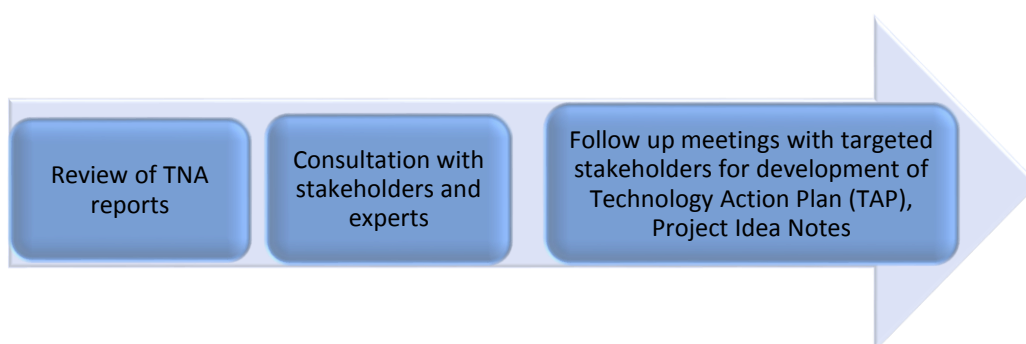 Review of TNA
reports
Consultation with
stakeholders and
experts
Follow up meetings with targeted
stakeholders for development of
Technology Action Plan (TAP),
Project Idea Notes